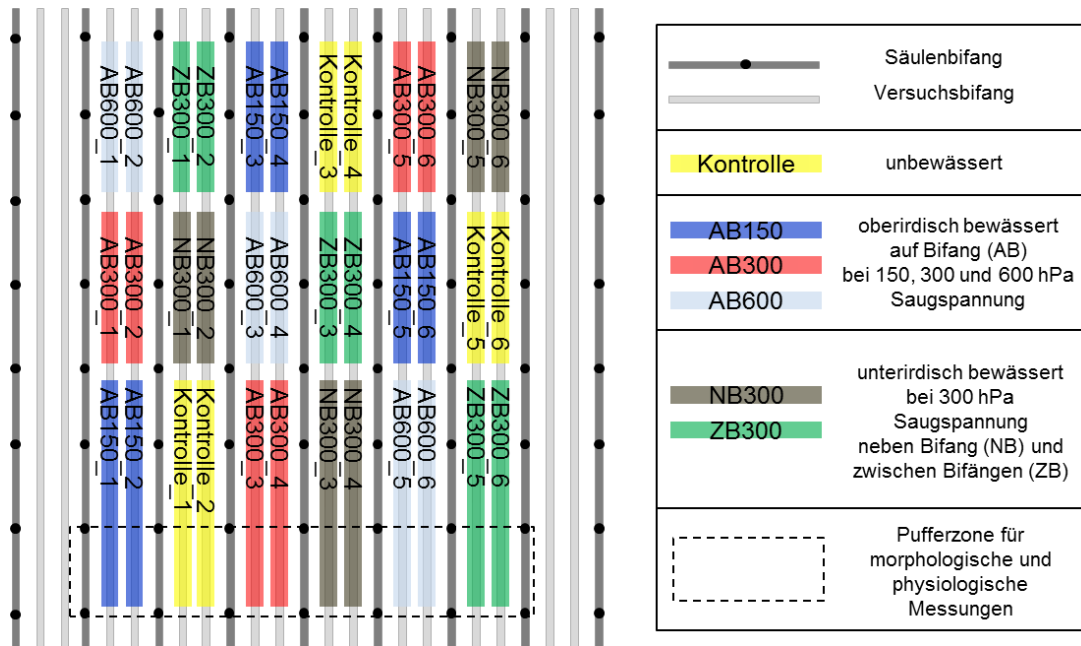 AB600_1
AB600_2
ZB300_1
ZB300_2
AB150_3
AB150_4
Kontrolle_3
Kontrolle_4
AB300_5
AB300_6
NB300_5
NB300_6
AB300_1
AB300_2
NB300_1
NB300_2
AB600_3
AB600_4
ZB300_3
ZB300_4
AB150_5
AB150_6
Kontrolle_5
Kontrolle_6
AB150_1
AB150_2
Kontrolle_1
Kontrolle_2
AB300_3
AB300_4
NB300_3
NB300_4
AB600_5
AB600_6
ZB300_5
ZB300_6
Säulenbifang
Versuchsbifang
Kontrolle
unbewässert
AB150
AB300
AB600
oberirdisch bewässert
auf Bifang (AB)
bei 150, 300 und 600 hPa
Saugspannung
NB300
ZB300
unterirdisch bewässert
bei 300 hPa
Saugspannung
neben Bifang (NB) und
zwischen Bifängen (ZB)
Pufferzone für
morphologische und
physiologische
Messungen